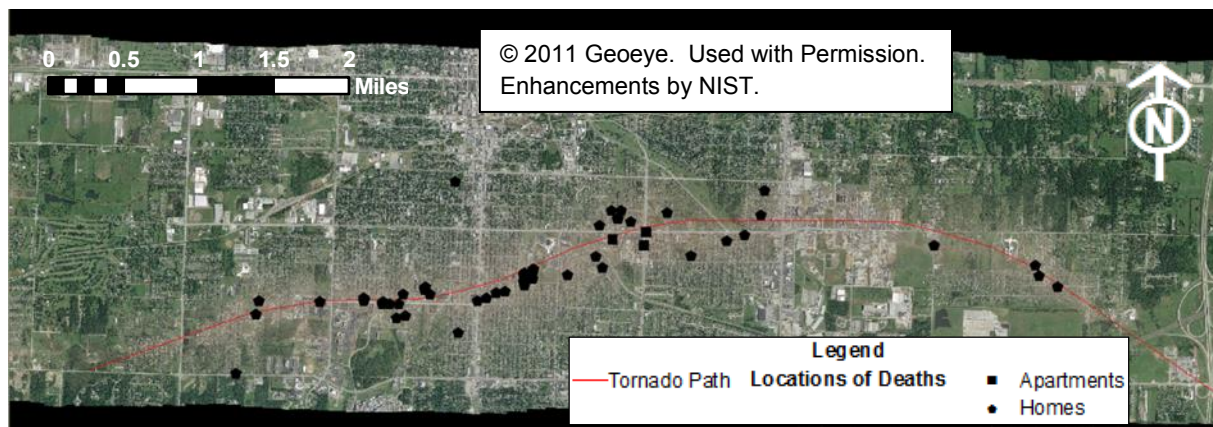 0 0.5 1 1.5 2
Miles
© 2011 Geoeye. Used with Permission.
Enhancements by NIST.
N
Legend
Tornado Path Locations of Deaths
Apartments
Homes